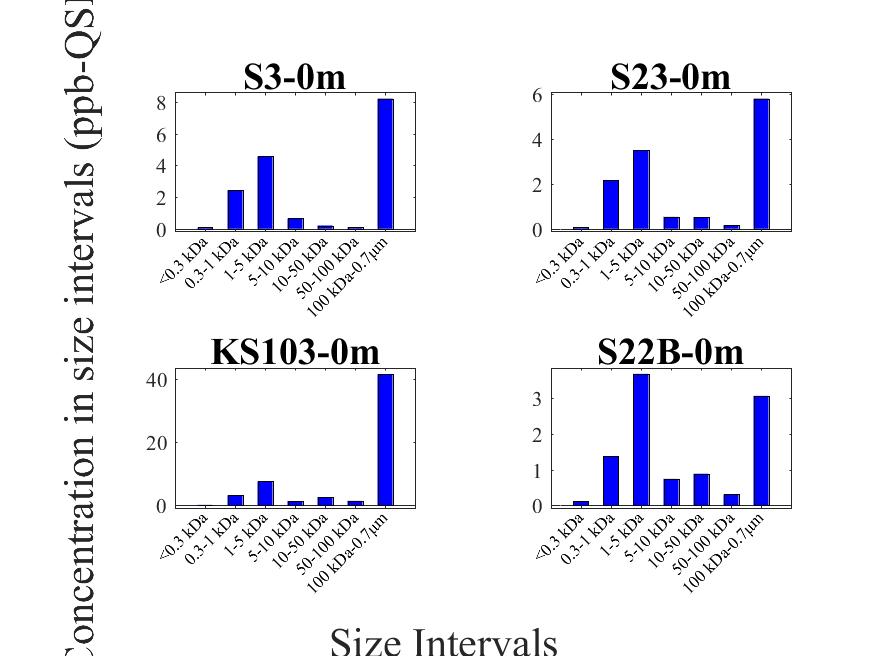 Concentration in size intervals (ppb-QS
S3-0m
8
6
4
2
0
<0.3 kDa
0.3-1 kDa
1-5 kDa
5-10 kDa
10-50 kDa
50-100 kDa
100 kDa-0.7μm
S23-0m
6
4
2
0
<0.3 kDa
0.3-1 kDa
1-5 kDa
5-10 kDa
10-50 kDa
50-100 kDa
100 kDa-0.7μm
KS103-0m
40
20
0
<0.3 kDa
0.3-1 kDa
1-5 kDa
5-10 kDa
10-50 kDa
50-100 kDa
100 kDa-0.7μm
S22B-0m
3
2
1
0
<0.3 kDa
0.3-1 kDa
1-5 kDa
5-10 kDa
10-50 kDa
50-100 kDa
100 kDa-0.7μm
Size Intervals